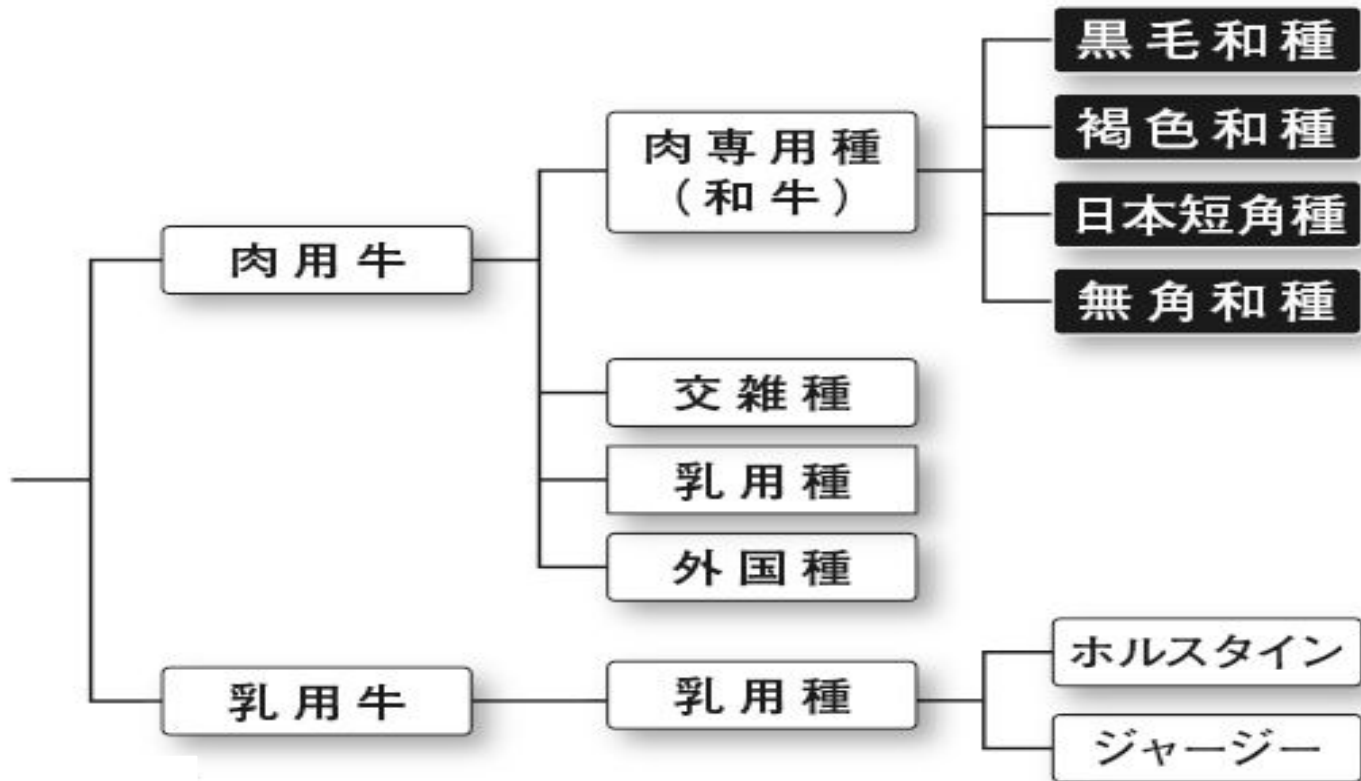 黒毛和種
褐色和種
日本短角種
無角和種
肉専用種
(和牛)
肉用牛
交雑種
乳用種
外国種
乳用牛
乳用種
ホルスタイン
ジャージー